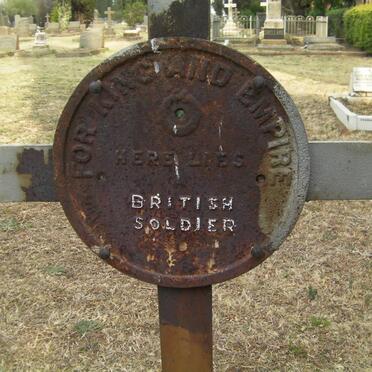 FOR KING AND EMPIRE
HERE LIES
BRITISH
SOLDIER